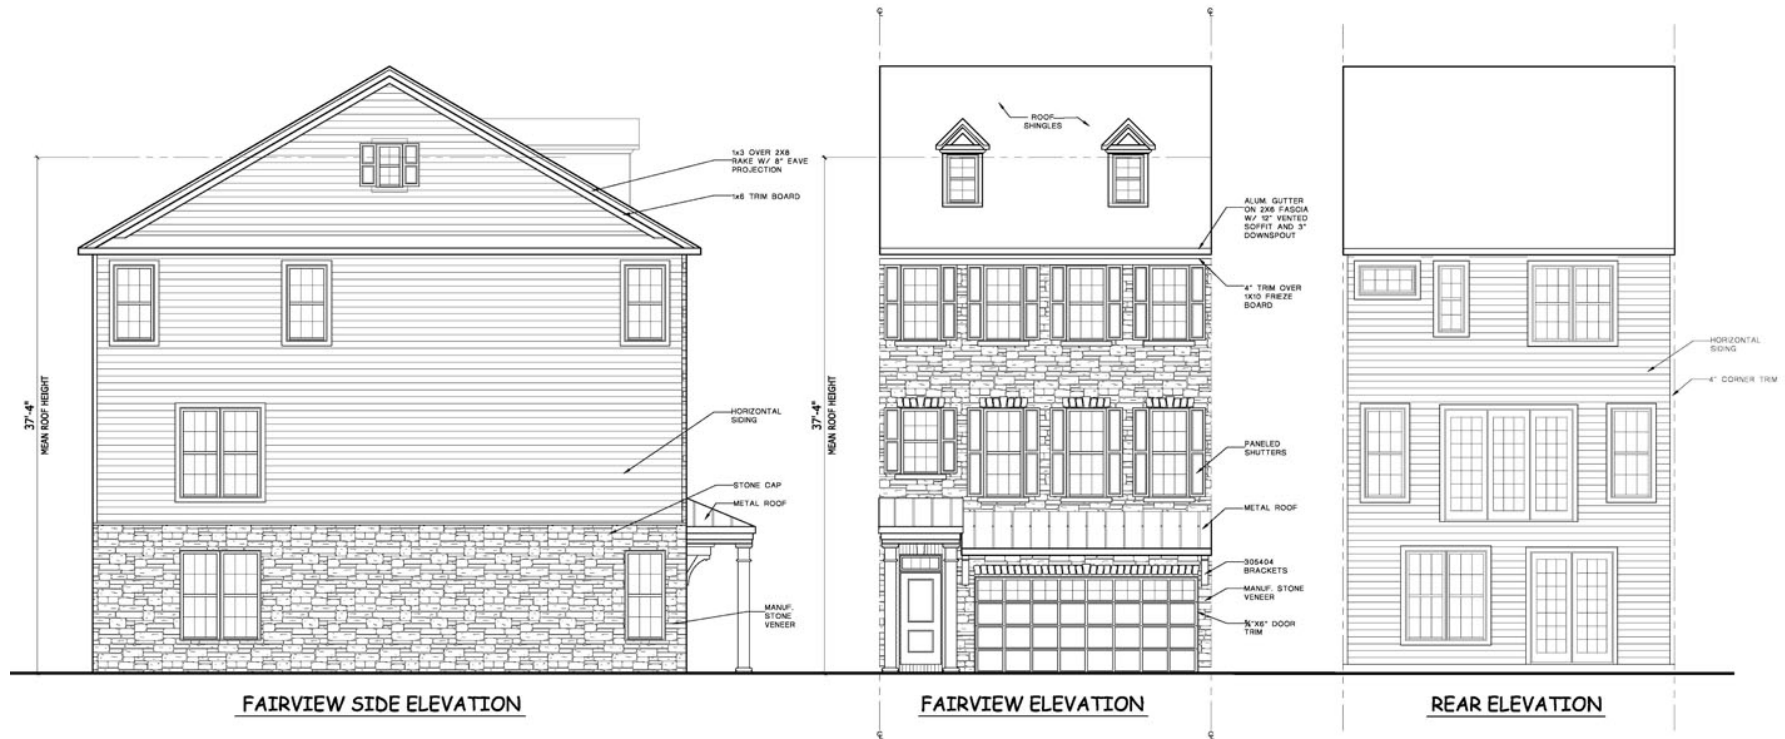 1x3 OVER 2X8
RAKE W/ 8" EAVE
PROJECTION
1x6 TRIM BOARD
37'-4"
MEAN ROOF HEIGHT
HORIZONTAL
SIDING
STONE CAP
METAL ROOF
MANUF.
STONE
VENEER
FAIRVIEW SIDE ELEVATION
℄
℄
ROOF
SHINGLES
37'-4"
MEAN ROOF HEIGHT
ALUM. GUTTER
ON 2X6 FASCIA
W/ 12" VENTED
SOFFIT AND 3"
DOWNSPOUT
4" TRIM OVER
1X10 FRIEZE
BOARD
PANELED
SHUTTERS
METAL ROOF
305404
BRACKETS
MANUF. STONE
VENEER
X6" DOOR
TRIM
FAIRVIEW ELEVATION
℄
℄
HORIZONTAL
SIDING
4" CORNER TRIM
REAR ELEVATION